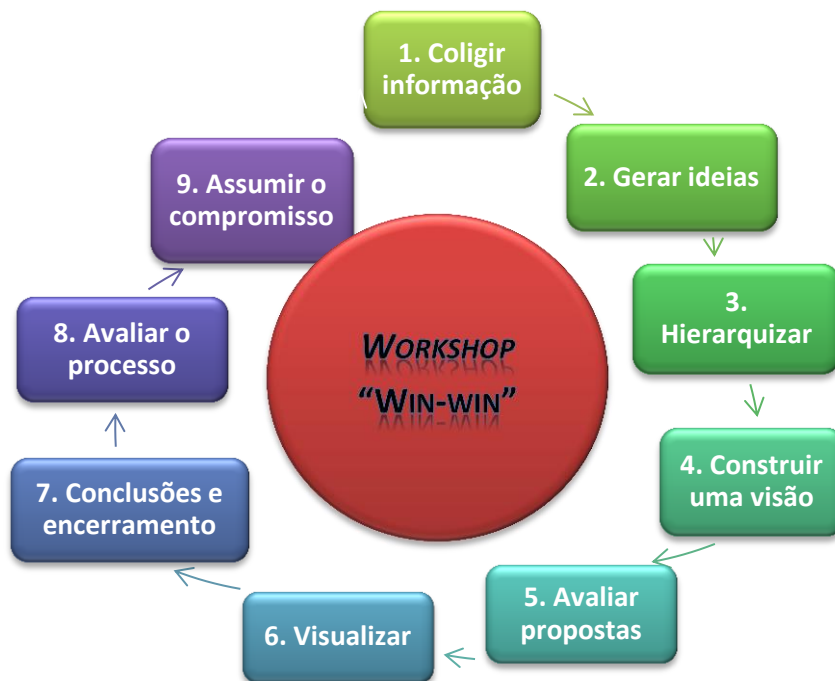 1. Coligir
informação
2. Gerar ideias
3.
Hierarquizar
4. Construir
uma visão
5. Avaliar
propostas
6. Visualizar
7. Conclusões e
encerramento
8. Avaliar o
processo
9. Assumir o
compromisso
WORKSHOP
“WIN-WIN”